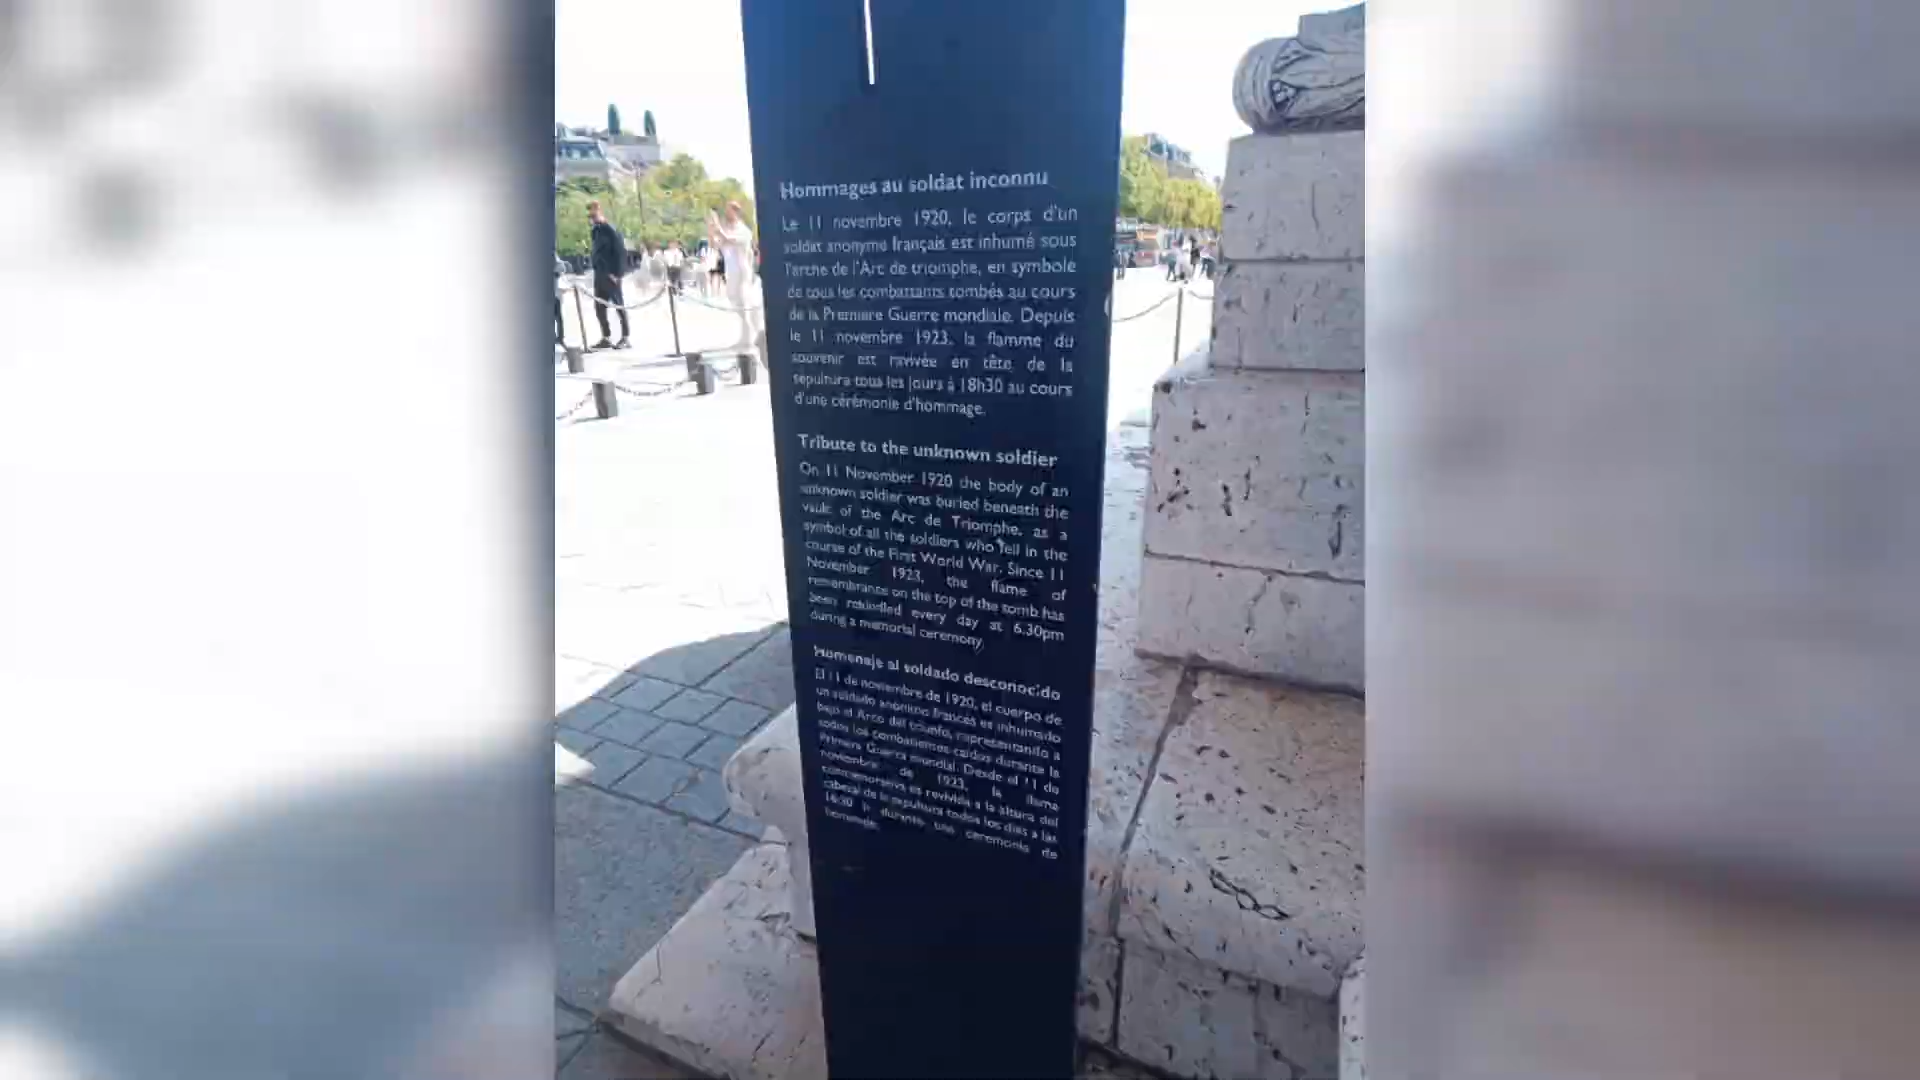 Hommages au soldat inconnu
Le 11 novembre 1920, le corps d'un
soldat anonyme français est inhumé sous
l'arche de l'Arc de triomphe, en symbole
de tous les combattants tombés au cours
de la Première Guerre mondiale. Depuis
le 11 novembre 1923, la flamme du
souvenir est ravivée en tête de la
sépulture tous les jours à 18h30 au cours
d'une cérémonie d'hommage.
Tribute to the unknown soldier
On 11 November 1920 the body of an
unknown soldier was buried beneath the
vault of the Arc de Triomphe, as a
symbol of all the soldiers who fell in the
course of the First World War. Since 11
November 1923, the flame of
remembrance on the top of the tomb has
been rekindled every day at 6.30pm
during a memorial ceremony.
Homenaje al soldado desconocido
El 11 de noviembre de 1920, el cuerpo de
un soldado anónimo francés es inhumado
bajo el Arco del triunfo, representando a
todos los combatientes caídos durante la
Primera Guerra mundial. Desde el 11 de
noviembre de 1923, la llama
conmemorativa es revivida a la altura del
cabezal de la sepultura todos los días a las
18:30 h durante una ceremonia de
homenaje.